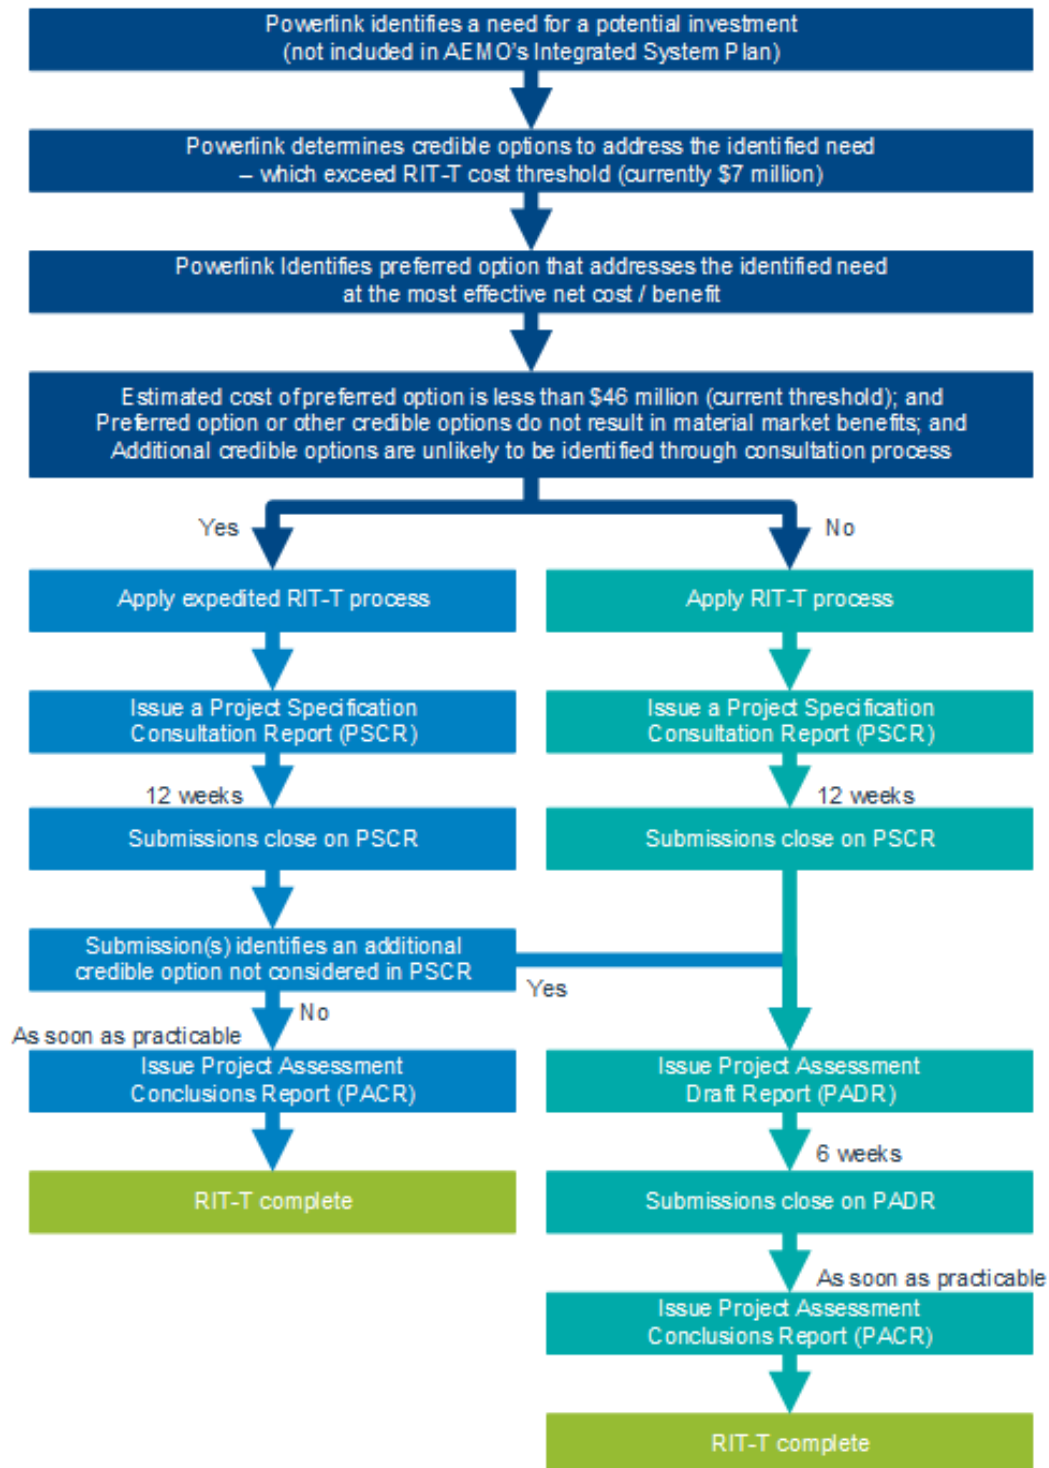 Powerlink identifies a need for a potential investment
(not included in AEMO's Integrated System Plan)
Powerlink determines credible options to address the identified need
– which exceed RIT-T cost threshold (currently $7 million)
Powerlink Identifies preferred option that addresses the identified need
at the most effective net cost / benefit
Estimated cost of preferred option is less than $46 million (current threshold); and
Preferred option or other credible options do not result in material market benefits; and
Additional credible options are unlikely to be identified through consultation process
Yes
No
Apply expedited RIT-T process
Apply RIT-T process
Issue a Project Specification
Consultation Report (PSCR)
Issue a Project Specification
Consultation Report (PSCR)
12 weeks
12 weeks
Submissions close on PSCR
Submissions close on PSCR
Submission(s) identifies an additional
credible option not considered in PSCR
Yes
No
As soon as practicable
Issue Project Assessment
Conclusions Report (PACR)
Issue Project Assessment
Draft Report (PADR)
6 weeks
RIT-T complete
Submissions close on PADR
As soon as practicable
Issue Project Assessment
Conclusions Report (PACR)
RIT-T complete